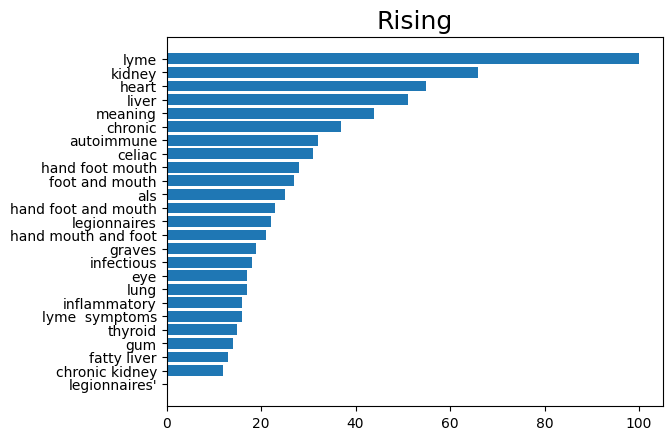 Rising
lyme
kidney
heart
liver
meaning
chronic
autoimmune
celiac
hand foot mouth
foot and mouth
als
hand foot and mouth
legionnaires
hand mouth and foot
graves
infectious
eye
lung
inflammatory
lyme  symptoms
thyroid
gum
fatty liver
chronic kidney
legionnaires'
0 20 40 60 80 100